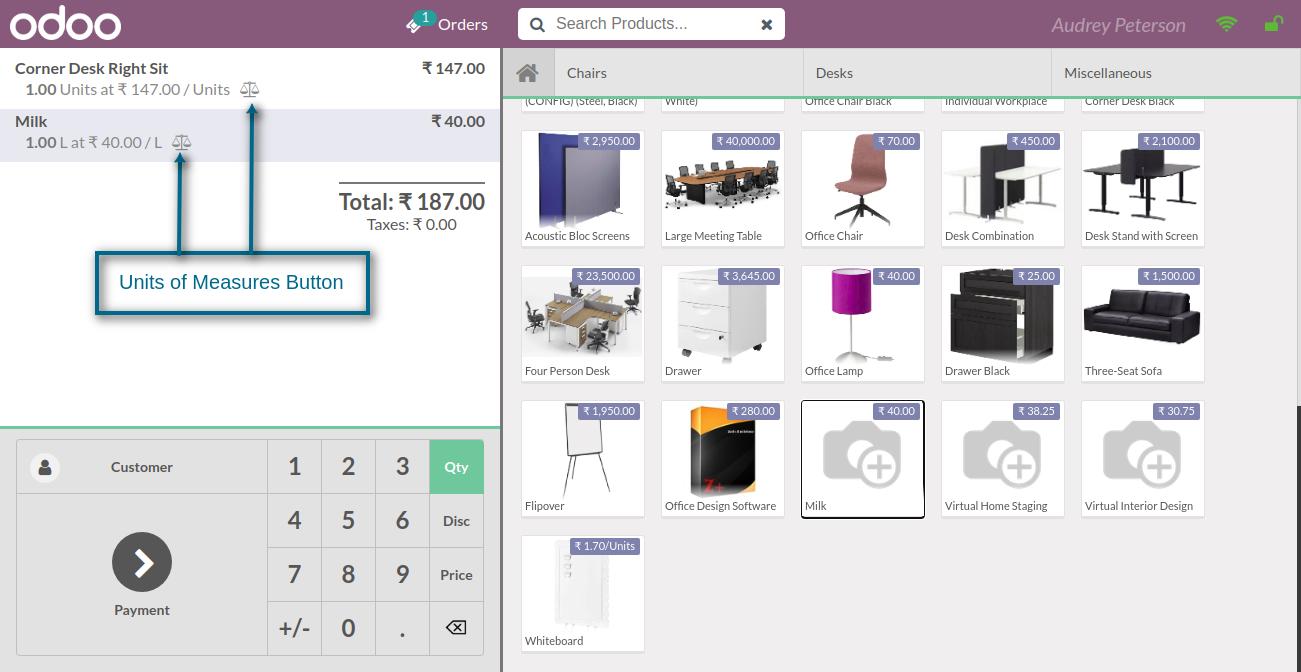 odoo
1
Orders
Search Products...
Audrey Peterson
Corner Desk Right Sit ₹ 147.00
1.00 Units at ₹ 147.00 / Units
Milk ₹ 40.00
1.00 L at ₹ 40.00 / L
Total: ₹ 187.00
Taxes: ₹ 0.00
Units of Measures Button
Customer
1 2 3 Qty
4 5 6 Disc
7 8 9 Price
Payment
+/- 0 .
Chairs Desks Miscellaneous
(CONFIG) (Steel, Black) White) Office Chair Black Individual Workplace Corner Desk Black
₹ 2,950.00 ₹ 40,000.00 ₹ 70.00 ₹ 450.00 ₹ 2,100.00
Acoustic Bloc Screens Large Meeting Table Office Chair Desk Combination Desk Stand with Screen
₹ 23,500.00 ₹ 3,645.00 ₹ 40.00 ₹ 25.00 ₹ 1,500.00
Four Person Desk Drawer Office Lamp Drawer Black Three-Seat Sofa
₹ 1,950.00 ₹ 280.00 ₹ 40.00 ₹ 38.25 ₹ 30.75
Z+
Flipover Office Design Software Milk Virtual Home Staging Virtual Interior Design
₹ 1.70/Units
Whiteboard